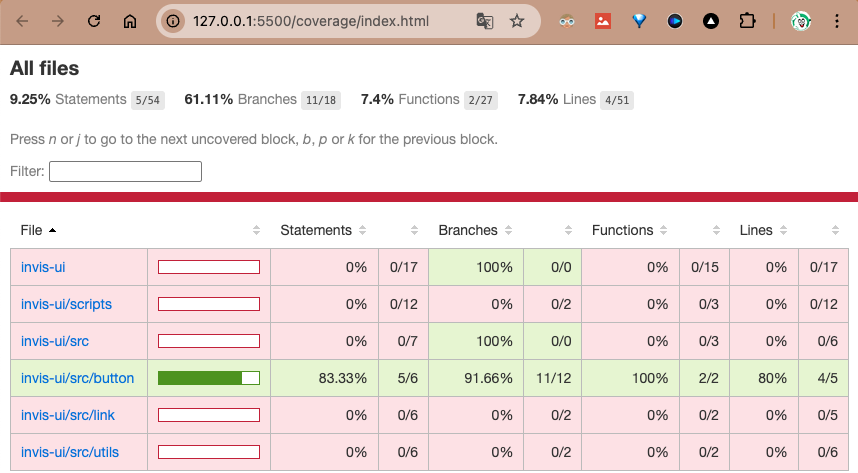 127.0.0.1:5500/coverage/index.html
All files
9.25% Statements 5/54 61.11% Branches 11/18 7.4% Functions 2/27 7.84% Lines 4/51
Press n or j to go to the next uncovered block, b, p or k for the previous block.
Filter:
File Statements Branches Functions Lines
invis-ui 0% 0/17 100% 0/0 0% 0/15 0% 0/17
invis-ui/scripts 0% 0/12 0% 0/2 0% 0/3 0% 0/12
invis-ui/src 0% 0/7 100% 0/0 0% 0/3 0% 0/6
invis-ui/src/button 83.33% 5/6 91.66% 11/12 100% 2/2 80% 4/5
invis-ui/src/link 0% 0/6 0% 0/2 0% 0/2 0% 0/5
invis-ui/src/utils 0% 0/6 0% 0/2 0% 0/2 0% 0/6